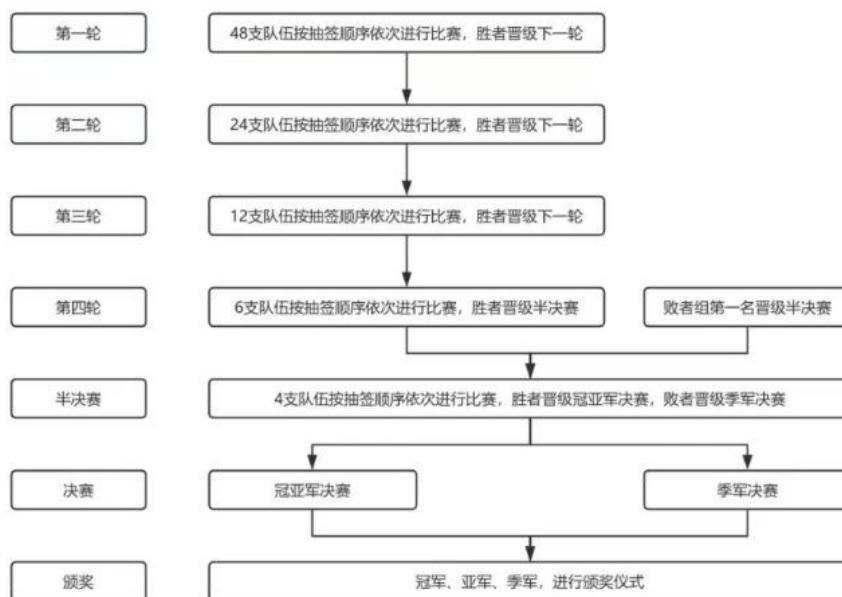 第一轮
48支队伍按抽签顺序依次进行比赛，胜者晋级下一轮
第二轮
24支队伍按抽签顺序依次进行比赛，胜者晋级下一轮
第三轮
12支队伍按抽签顺序依次进行比赛，胜者晋级下一轮
第四轮
6支队伍按抽签顺序依次进行比赛，胜者晋级半决赛
败者组第一名晋级半决赛
半决赛
4支队伍按抽签顺序依次进行比赛，胜者晋级冠亚军决赛，败者晋级季军决赛
决赛
冠亚军决赛
季军决赛
颁奖
冠军、亚军、季军，进行颁奖仪式